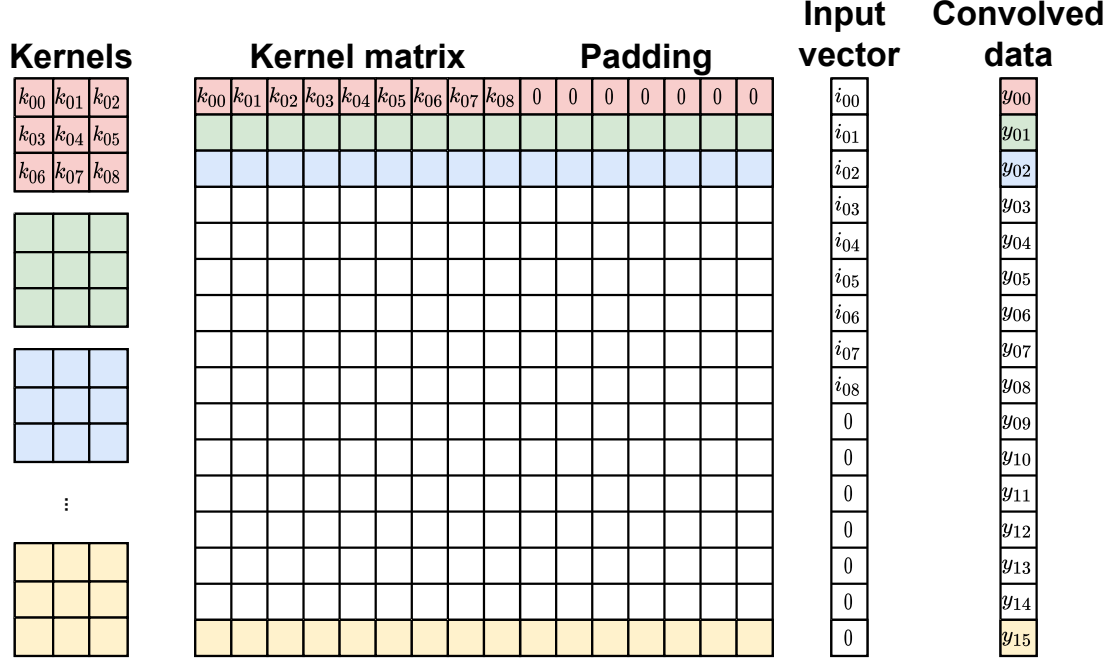 Kernels
Kernel matrix
Padding
Input
vector
Convolved
data
k00 k01 k02
k03 k04 k05
k06 k07 k08
⋮
k00 k01 k02 k03 k04 k05 k06 k07 k08 0 0 0 0 0 0 0
i00
i01
i02
i03
i04
i05
i06
i07
i08
0
0
0
0
0
0
0
y00
y01
y02
y03
y04
y05
y06
y07
y08
y09
y10
y11
y12
y13
y14
y15